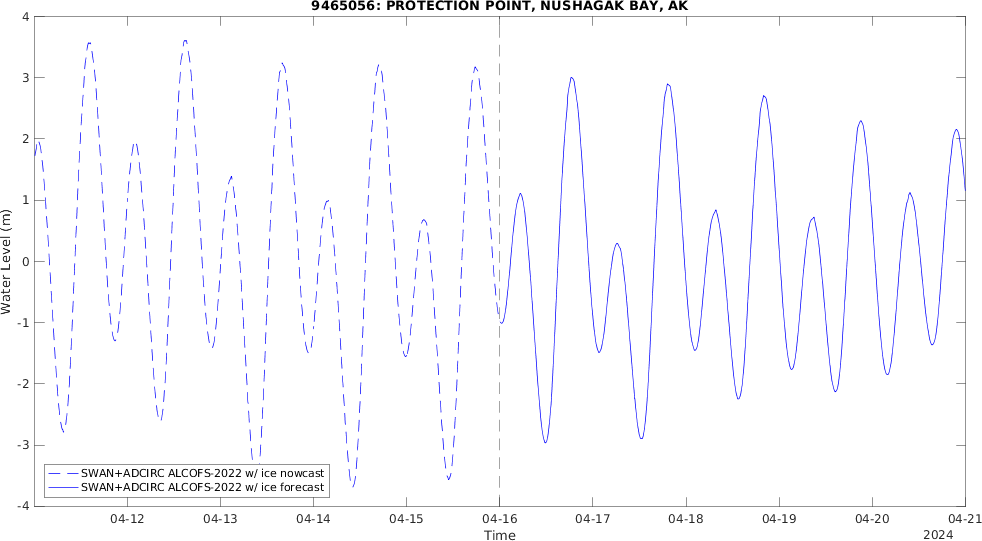 9465056: PROTECTION POINT, NUSHAGAK BAY, AK
4
3
2
1
0
-1
-2
-3
-4
Water Level (m)
SWAN+ADCIRC ALCOFS-2022 w/ ice nowcast
SWAN+ADCIRC ALCOFS-2022 w/ ice forecast
04-12 04-13 04-14 04-15 04-16 04-17 04-18 04-19 04-20 04-21
Time
2024